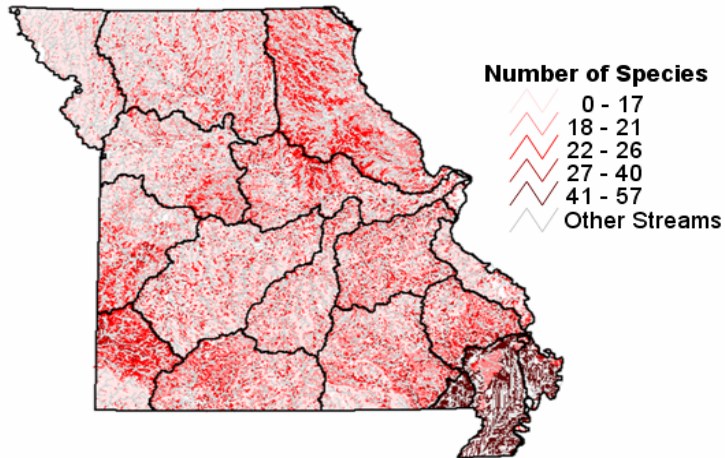 Number of Species
0 - 17
18 - 21
22 - 26
27 - 40
41 - 57
Other Streams